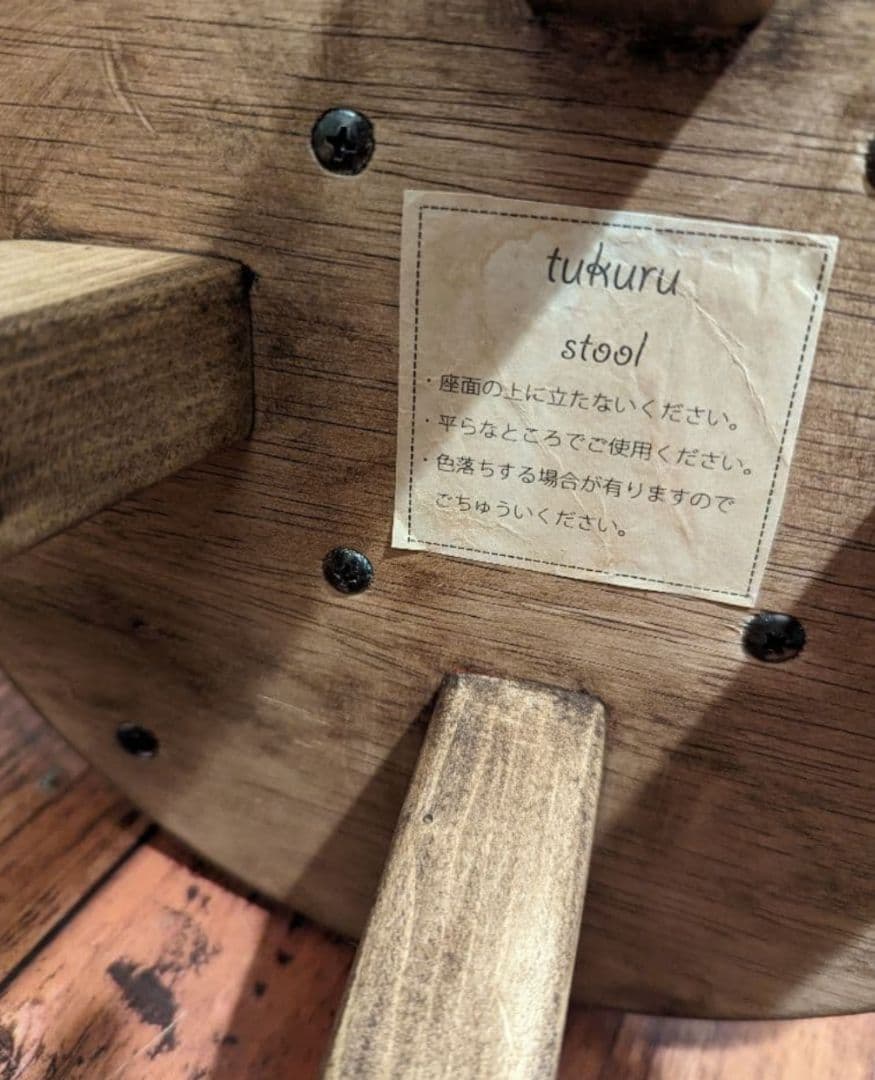 tukuru
stool
・座面の上に立たないください。
・平らなところでご使用ください。
・色落ちする場合が有りますので
ごちゅういください。